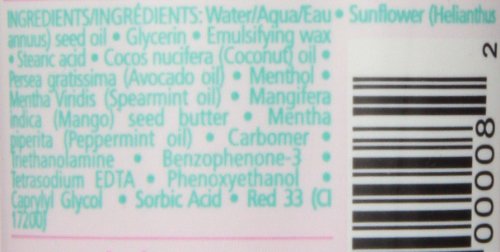 INGREDIENTS/INGRÉDIENTS: Water/Aqua/Eau • Sunflower (Helianthus
annuus) seed oil • Glycerin • Emulsifying wax
• Stearic acid • Cocos nucifera (Coconut) oil •
Persea gratissima (Avocado oil) • Menthol •
Mentha Viridis (Spearmint oil) • Mangifera
indica (Mango) seed butter • Mentha
piperita (Peppermint oil) • Carbomer •
Triethanolamine • Benzophenone-3 •
Tetrasodium EDTA • Phenoxyethanol •
Caprylyl Glycol • Sorbic Acid • Red 33 (CI
17200)
2
00008